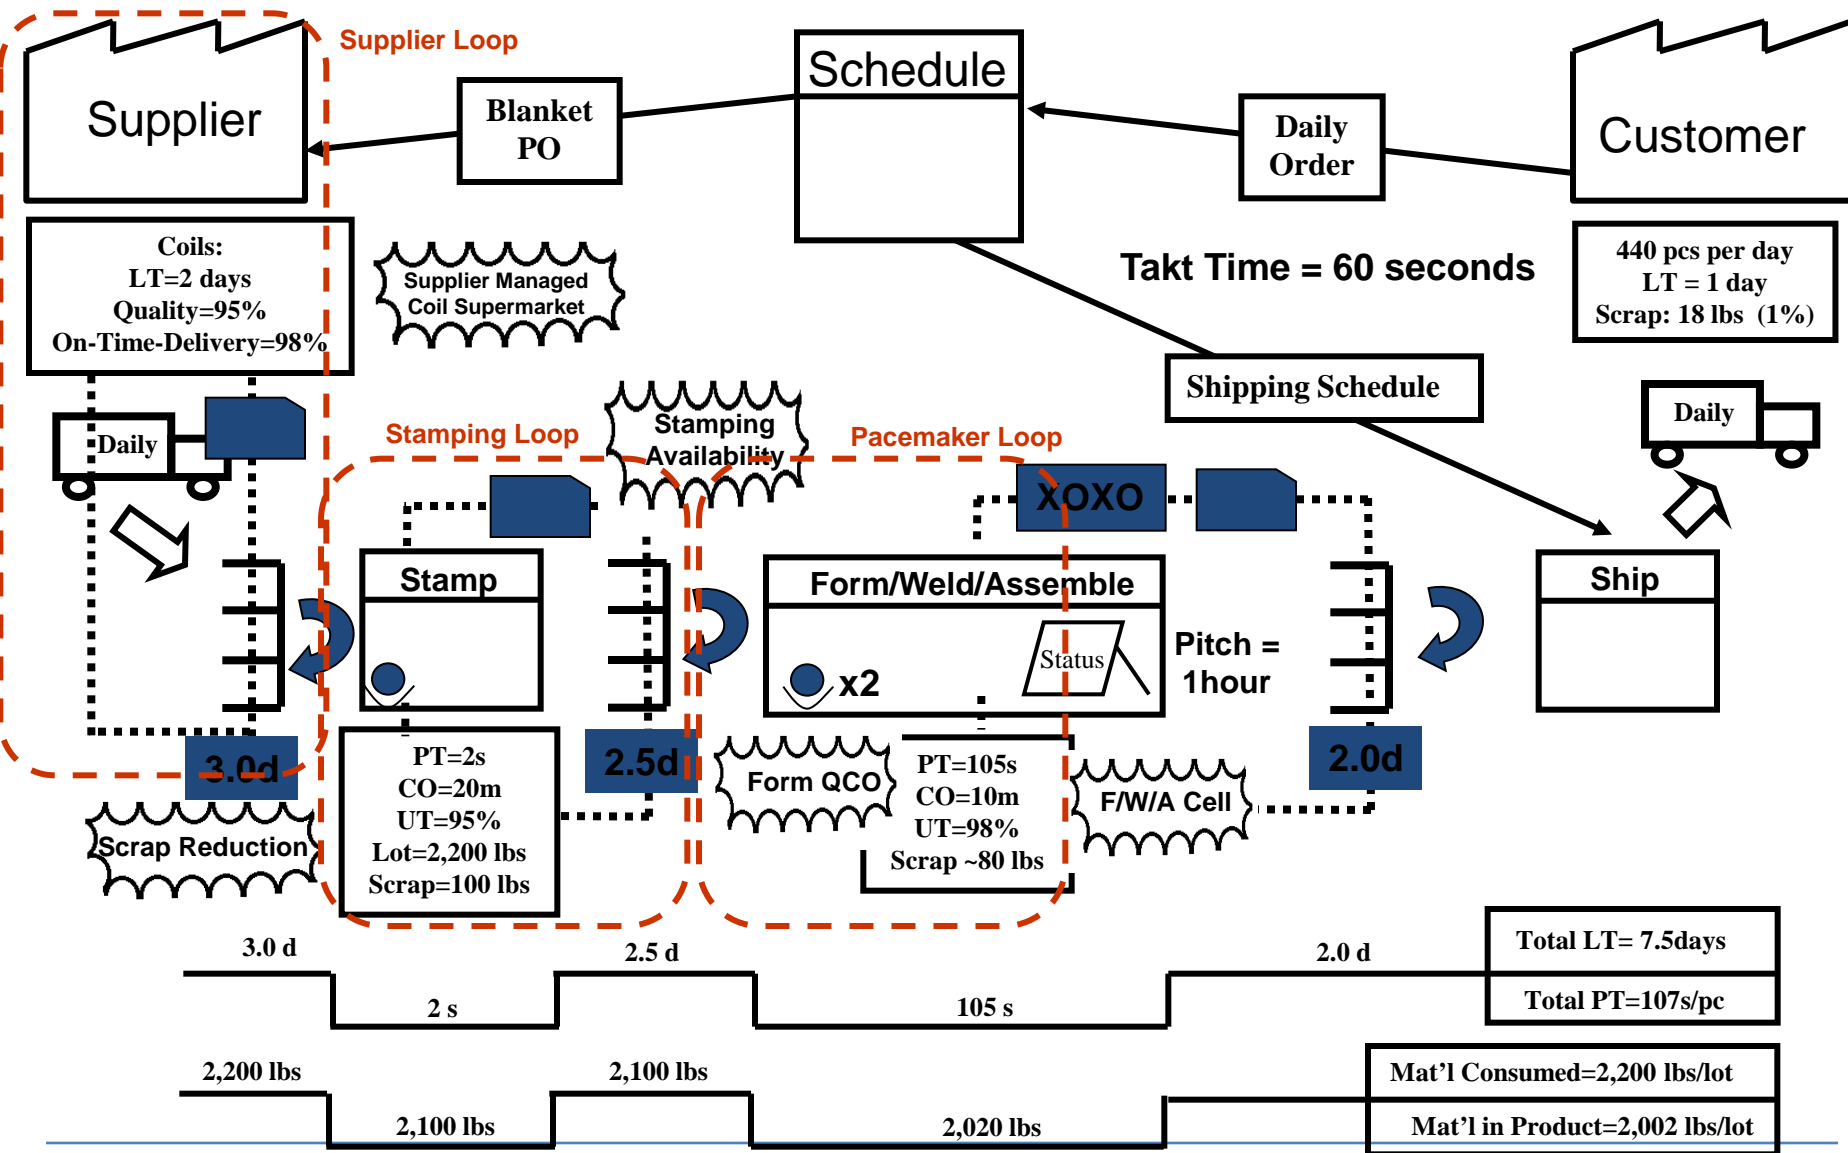 Supplier Loop
Supplier
Blanket
PO
Schedule
Daily
Order
Customer
Coils:
LT=2 days
Quality=95%
On-Time-Delivery=98%
Supplier Managed
Coil Supermarket
Takt Time = 60 seconds
440 pcs per day
LT = 1 day
Scrap: 18 lbs  (1%)
Shipping Schedule
Daily
Daily
Stamping Loop
Stamping
Availability
Pacemaker Loop
XOXO
Stamp
Form/Weld/Assemble
Ship
x2
Status
Pitch =
1hour
3.0d
PT=2s
CO=20m
UT=95%
Lot=2,200 lbs
Scrap=100 lbs
2.5d
Form QCO
PT=105s
CO=10m
UT=98%
Scrap ~80 lbs
F/W/A Cell
2.0d
Scrap Reduction
3.0 d
2.5 d
2.0 d
Total LT= 7.5days
2 s
105 s
Total PT=107s/pc
2,200 lbs
2,100 lbs
Mat’l Consumed=2,200 lbs/lot
2,100 lbs
2,020 lbs
Mat’l in Product=2,002 lbs/lot